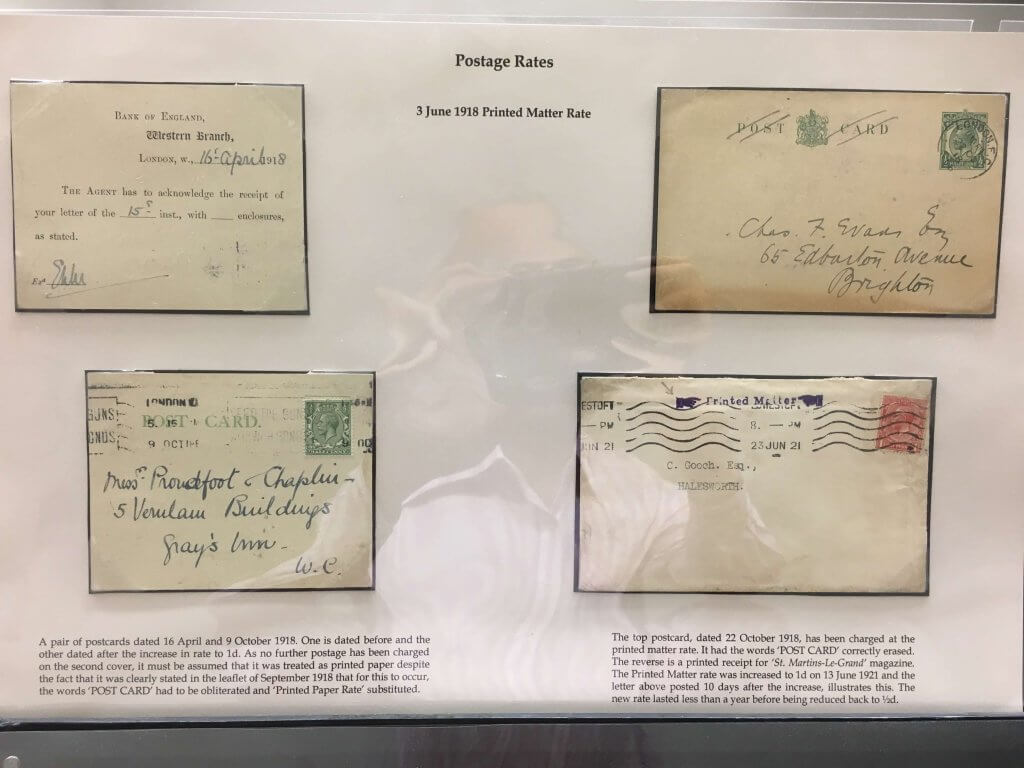 Postage Rates
3 June 1918 Printed Matter Rate
BANK OF ENGLAND,
Western Branch,
LONDON, W., 16 April 1918
THE AGENT has to acknowledge the receipt of
your letter of the 15 inst., with ___ enclosures,
as stated.
POST CARD
LONDON. E.C.
Chas. F. Evans Esq
65 Edbarton Avenue
Brighton
LONDON
POST CARD.
9 OCT
HALFPENNY
Messrs Proudfoot & Chaplin
5 Verulam Buildings
Gray's Inn
W.C.
ESTOFT
Printed Matter
LOWESTOFT
— PM
8. — PM
JUN 21
23 JUN 21
C. Gooch. Esq.,
HALESWORTH.
A pair of postcards dated 16 April and 9 October 1918. One is dated before and the
other dated after the increase in rate to 1d. As no further postage has been charged
on the second cover, it must be assumed that it was treated as printed paper despite
the fact that it was clearly stated in the leaflet of September 1918 that for this to occur,
the words 'POST CARD' had to be obliterated and 'Printed Paper Rate' substituted.
The top postcard, dated 22 October 1918, has been charged at the
printed matter rate. It had the words 'POST CARD' correctly erased.
The reverse is a printed receipt for 'St. Martins-Le-Grand' magazine.
The Printed Matter rate was increased to 1d on 13 June 1921 and the
letter above posted 10 days after the increase, illustrates this. The
new rate lasted less than a year before being reduced back to ½d.